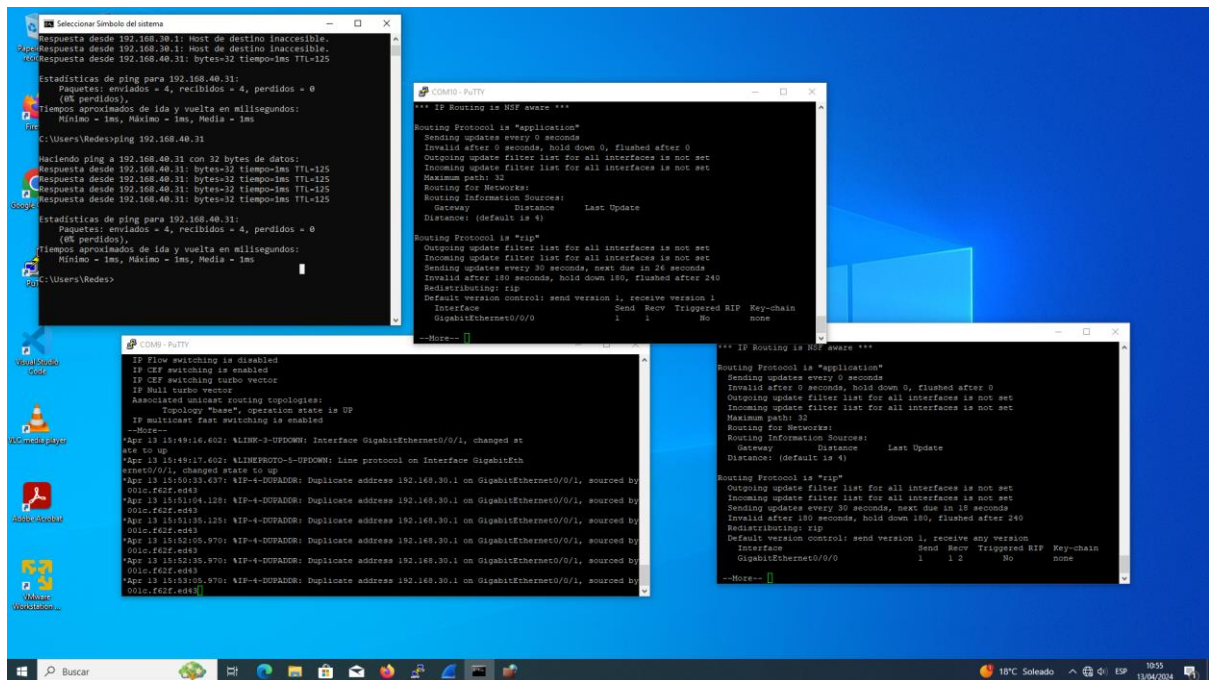 Seleccionar Símbolo del sistema
Respuesta desde 192.168.30.1: Host de destino inaccesible.
Respuesta desde 192.168.30.1: Host de destino inaccesible.
Respuesta desde 192.168.40.31: bytes=32 tiempo=1ms TTL=125
Estadísticas de ping para 192.168.40.31:
Paquetes: enviados = 4, recibidos = 4, perdidos = 0
(0% perdidos),
Tiempos aproximados de ida y vuelta en milisegundos:
Mínimo = 1ms, Máximo = 1ms, Media = 1ms
C:\Users\Redes>ping 192.168.40.31
Haciendo ping a 192.168.40.31 con 32 bytes de datos:
Respuesta desde 192.168.40.31: bytes=32 tiempo=1ms TTL=125
Respuesta desde 192.168.40.31: bytes=32 tiempo=1ms TTL=125
Respuesta desde 192.168.40.31: bytes=32 tiempo=1ms TTL=125
Respuesta desde 192.168.40.31: bytes=32 tiempo=1ms TTL=125
Estadísticas de ping para 192.168.40.31:
Paquetes: enviados = 4, recibidos = 4, perdidos = 0
(0% perdidos),
Tiempos aproximados de ida y vuelta en milisegundos:
Mínimo = 1ms, Máximo = 1ms, Media = 1ms
C:\Users\Redes>
COM10 - PuTTY
*** IP Routing is NSF aware ***
Routing Protocol is "application"
Sending updates every 0 seconds
Invalid after 0 seconds, hold down 0, flushed after 0
Outgoing update filter list for all interfaces is not set
Incoming update filter list for all interfaces is not set
Maximum path: 32
Routing for Networks:
Routing Information Sources:
Gateway Distance Last Update
Distance: (default is 4)
Routing Protocol is "rip"
Outgoing update filter list for all interfaces is not set
Incoming update filter list for all interfaces is not set
Sending updates every 30 seconds, next due in 26 seconds
Invalid after 180 seconds, hold down 180, flushed after 240
Redistributing: rip
Default version control: send version 1, receive version 1
Interface Send Recv Triggered RIP Key-chain
GigabitEthernet0/0/0 1 1 No none
--More--
COM9 - PuTTY
IP Flow switching is disabled
IP CEF switching is enabled
IP CEF switching turbo vector
IP Null turbo vector
Associated unicast routing topologies:
Topology "base", operation state is UP
IP multicast fast switching is enabled
--More--
*Apr 13 15:49:16.602: %LINK-3-UPDOWN: Interface GigabitEthernet0/0/1, changed st
ate to up
*Apr 13 15:49:17.602: %LINEPROTO-5-UPDOWN: Line protocol on Interface GigabitEth
ernet0/0/1, changed state to up
*Apr 13 15:50:33.637: %IP-4-DUPADDR: Duplicate address 192.168.30.1 on GigabitEthernet0/0/1, sourced by
001c.f62f.ed43
*Apr 13 15:51:04.128: %IP-4-DUPADDR: Duplicate address 192.168.30.1 on GigabitEthernet0/0/1, sourced by
001c.f62f.ed43
*Apr 13 15:51:35.125: %IP-4-DUPADDR: Duplicate address 192.168.30.1 on GigabitEthernet0/0/1, sourced by
001c.f62f.ed43
*Apr 13 15:52:05.970: %IP-4-DUPADDR: Duplicate address 192.168.30.1 on GigabitEthernet0/0/1, sourced by
001c.f62f.ed43
*Apr 13 15:52:35.970: %IP-4-DUPADDR: Duplicate address 192.168.30.1 on GigabitEthernet0/0/1, sourced by
001c.f62f.ed43
*Apr 13 15:53:05.970: %IP-4-DUPADDR: Duplicate address 192.168.30.1 on GigabitEthernet0/0/1, sourced by
001c.f62f.ed43
*** IP Routing is NSF aware ***
Routing Protocol is "application"
Sending updates every 0 seconds
Invalid after 0 seconds, hold down 0, flushed after 0
Outgoing update filter list for all interfaces is not set
Incoming update filter list for all interfaces is not set
Maximum path: 32
Routing for Networks:
Routing Information Sources:
Gateway Distance Last Update
Distance: (default is 4)
Routing Protocol is "rip"
Outgoing update filter list for all interfaces is not set
Incoming update filter list for all interfaces is not set
Sending updates every 30 seconds, next due in 18 seconds
Invalid after 180 seconds, hold down 180, flushed after 240
Redistributing: rip
Default version control: send version 1, receive any version
Interface Send Recv Triggered RIP Key-chain
GigabitEthernet0/0/0 1 1 2 No none
--More--
Visual Studio
Code
VLC media player
Adobe Acrobat
VMware
Workstation ...
Buscar
18°C Soleado
ESP
10:55
13/04/2024